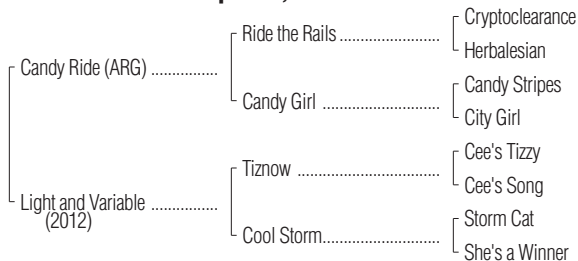 Cryptoclearance
Ride the Rails ....................
Herbalesian
Candy Ride (ARG) ..............
Candy Stripes
Candy Girl ........................
City Girl
Cee's Tizzy
Tiznow ............................
Cee's Song
Light and Variable ..............
(2012)
Storm Cat
Cool Storm........................
She's a Winner